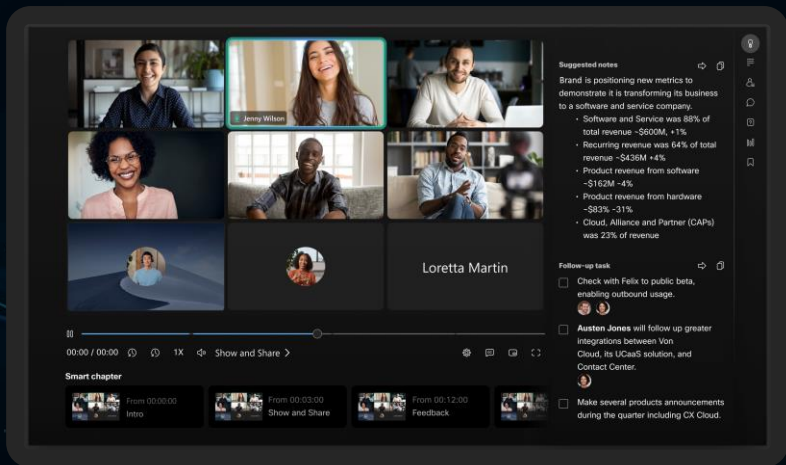 Jenny Wilson
Loretta Martin
00:00 / 00:00
1X
Show and Share
Smart chapter
From 00:00:00
Intro
From 00:03:00
Show and Share
From 00:12:00
Feedback
Suggested notes
Brand is positioning new metrics to
demonstrate it is transforming its business
to a software and service company.
• Software and Service was 88% of
total revenue ~$600M, +1%
• Recurring revenue was 64% of total
revenue ~$436M +4%
• Product revenue from software
~$162M -4%
• Product revenue from hardware
~$83% -31%
• Cloud, Alliance and Partner (CAPs)
was 23% of revenue
Follow-up task
Check with Felix to public beta,
enabling outbound usage.
Austen Jones will follow up greater
integrations between Von
Cloud, its UCaaS solution, and
Contact Center.
Make several products announcements
during the quarter including CX Cloud.